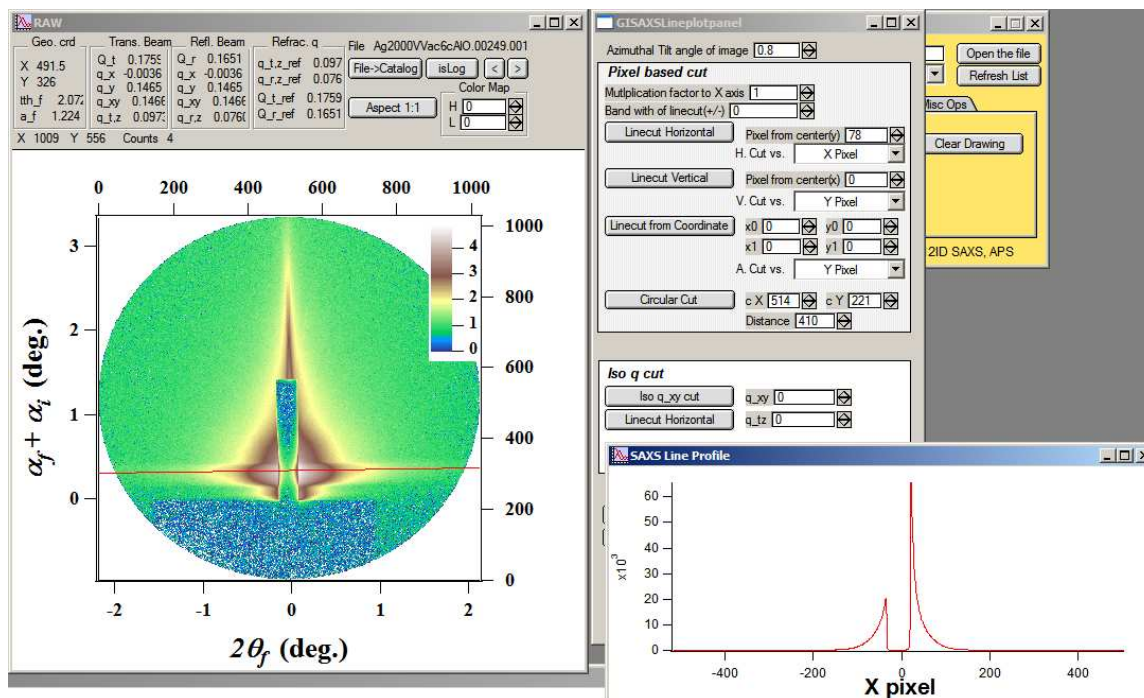 RAW
Geo. crd Trans. Beam Refl. Beam Refrac. q
X 491.5
Y 326
tth_f 2.072
a_f 1.224
Q_t 0.1755
q_x -0.0036
q_y 0.1465
q_xy 0.1466
q_t,z 0.0973
Q_r 0.1651
q_x -0.0036
q_y 0.1465
q_xy 0.1466
q_r,z 0.0760
q_t,z_ref 0.097
q_r,z_ref 0.076
Q_t_ref 0.1759
Q_r_ref 0.1651
File Ag2000VVac6cAlO.00249.001
File->Catalog isLog < >
Aspect 1:1
Color Map
H 0
L 0
X 1009 Y 556 Counts 4
0 200 400 600 800 1020
3
2
1
0
1000
800
600
400
200
0
4
3
2
1
0
-2 -1 0 1 2
αf + αi (deg.)
2θf (deg.)
GISAXSLineplotpanel
Azimuthal Tilt angle of image 0.8
Pixel based cut
Mutlplication factor to X axis 1
Band with of linecut(+/-) 0
Linecut Horizontal Pixel from center(y) 78
H. Cut vs. X Pixel
Linecut Vertical Pixel from center(x) 0
V. Cut vs. Y Pixel
Linecut from Coordinate x0 0 y0 0
x1 0 y1 0
A. Cut vs. Y Pixel
Circular Cut c X 514 c Y 221
Distance 410
Iso q cut
Iso q_xy cut q_xy 0
Linecut Horizontal q_tz 0
Open the file
Refresh List
Misc Ops
Clear Drawing
2ID SAXS, APS
SAXS Line Profile
60
50
40
30
20
10
0
x10³
-400 -200 0 200 400
X pixel